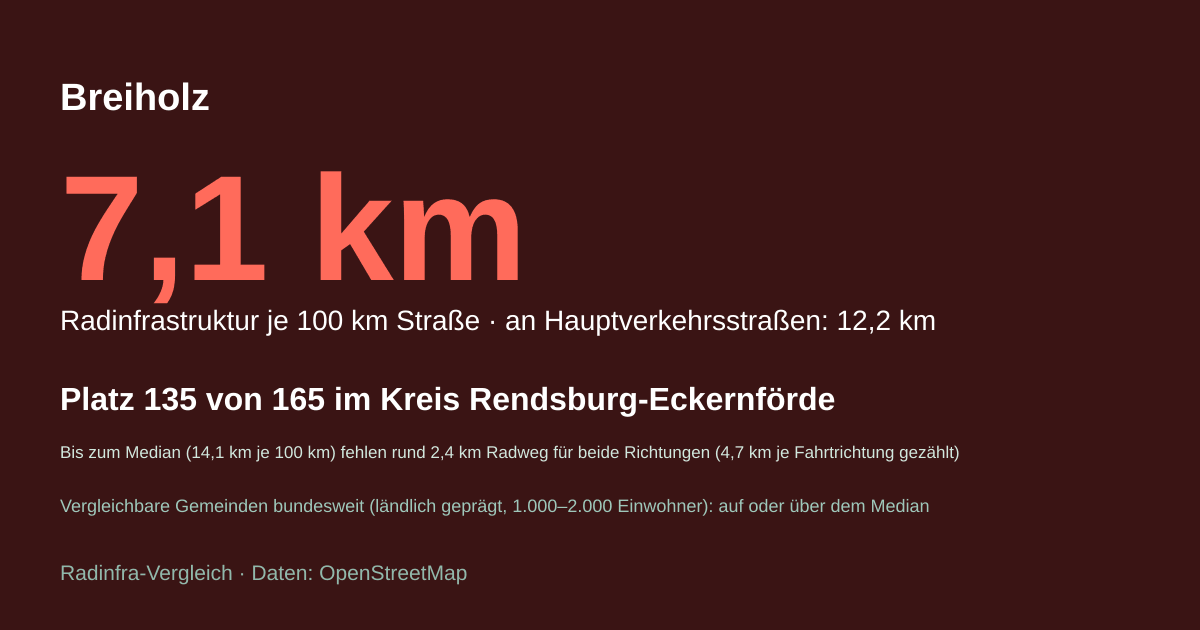 Breiholz
7,1 km
Radinfrastruktur je 100 km Straße · an Hauptverkehrsstraßen: 12,2 km
Platz 135 von 165 im Kreis Rendsburg-Eckernförde
Bis zum Median (14,1 km je 100 km) fehlen rund 2,4 km Radweg für beide Richtungen (4,7 km je Fahrtrichtung gezählt)
Vergleichbare Gemeinden bundesweit (ländlich geprägt, 1.000–2.000 Einwohner): auf oder über dem Median
Radinfra-Vergleich · Daten: OpenStreetMap